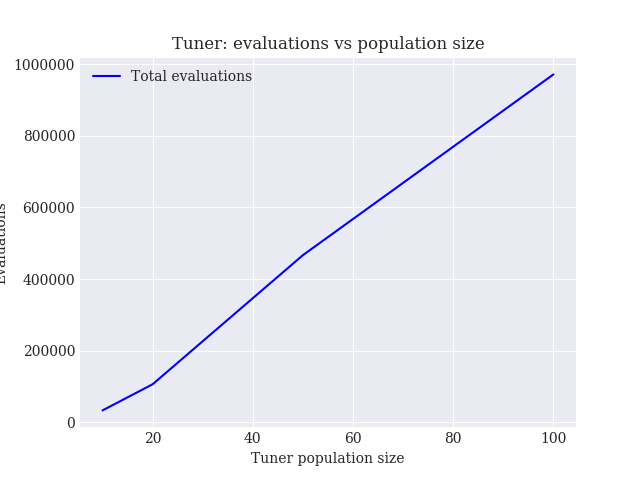 Tuner: evaluations vs population size
Total evaluations
1000000
800000
600000
400000
200000
0
Evaluations
20 40 60 80 100
Tuner population size